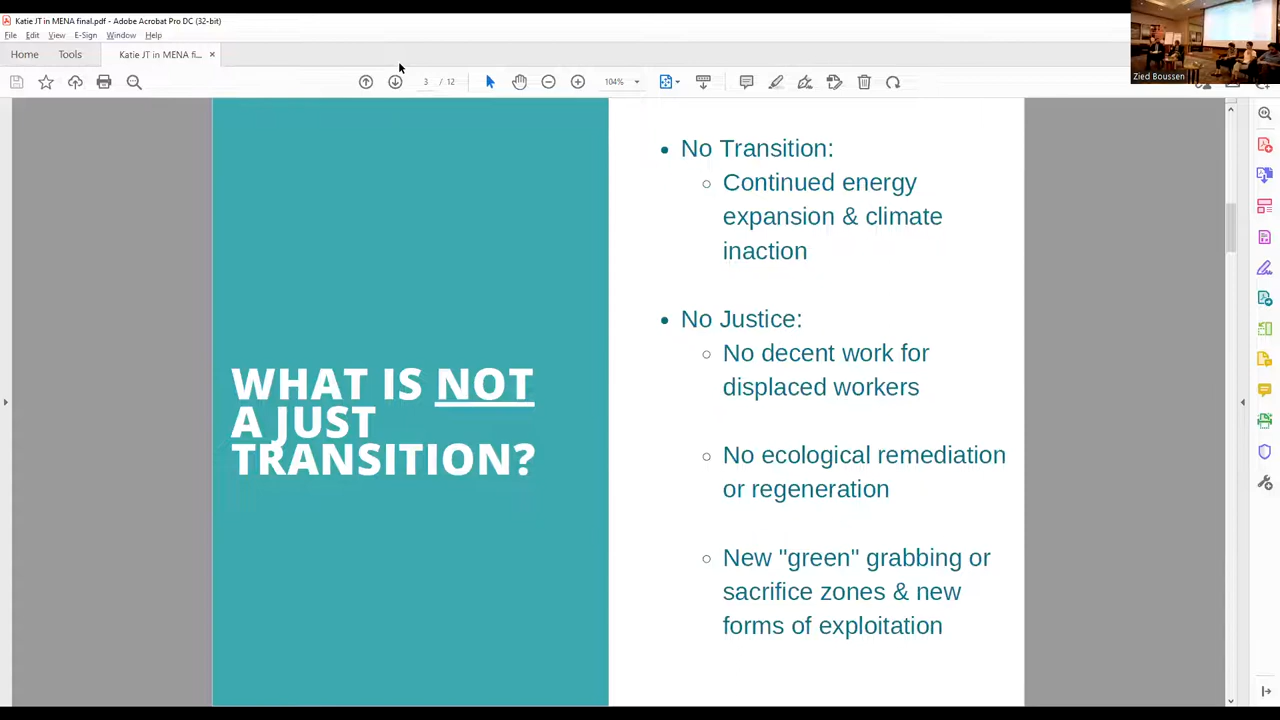 Katie JT in MENA final.pdf - Adobe Acrobat Pro DC (32-bit)
File Edit View E-Sign Window Help
Home Tools Katie JT in MENA fi... ×
3 / 12 104%
Zied Boussen
WHAT IS NOT
A JUST
TRANSITION?
• No Transition:
○ Continued energy
expansion & climate
inaction
• No Justice:
○ No decent work for
displaced workers
○ No ecological remediation
or regeneration
○ New "green" grabbing or
sacrifice zones & new
forms of exploitation